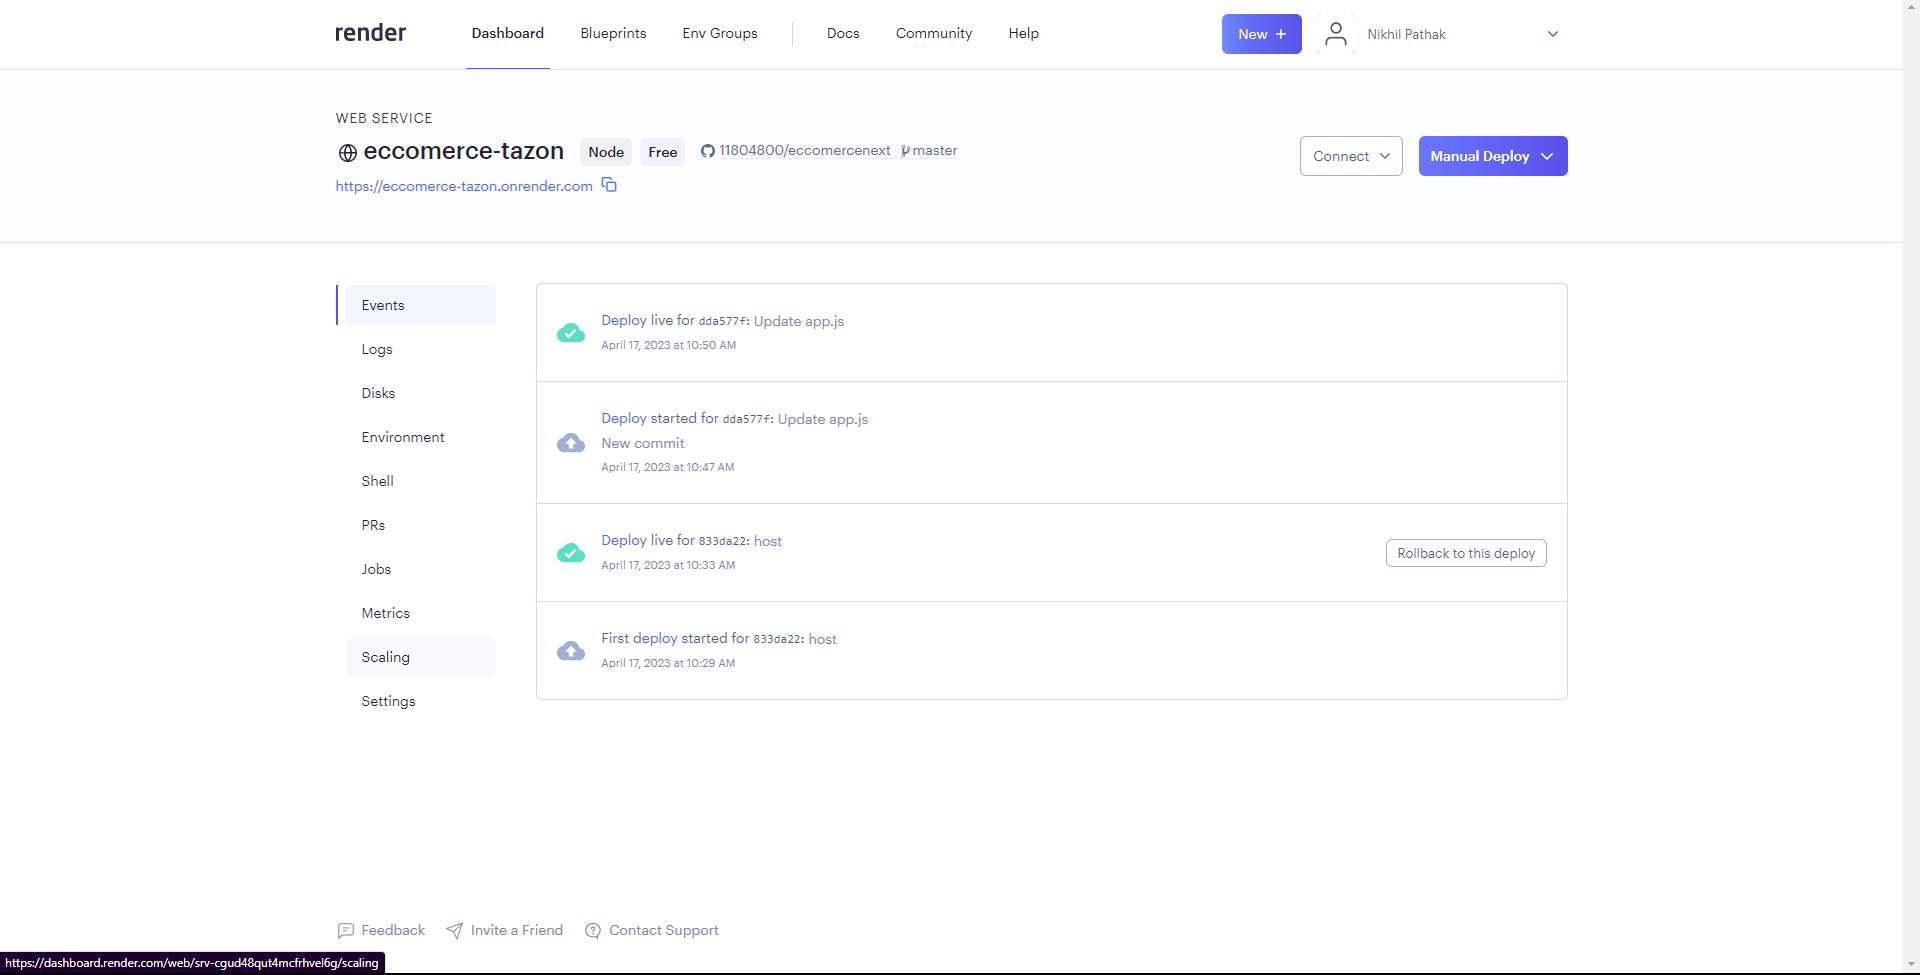 render
Dashboard Blueprints Env Groups Docs Community Help New + Nikhil Pathak
WEB SERVICE
eccomerce-tazon Node Free 11804800/eccomercenext master
Connect Manual Deploy
https://eccomerce-tazon.onrender.com
Events
Logs
Disks
Environment
Shell
PRs
Jobs
Metrics
Scaling
Settings
Deploy live for dda577f: Update app.js
April 17, 2023 at 10:50 AM
Deploy started for dda577f: Update app.js
New commit
April 17, 2023 at 10:47 AM
Deploy live for 833da22: host
April 17, 2023 at 10:33 AM
Rollback to this deploy
First deploy started for 833da22: host
April 17, 2023 at 10:29 AM
Feedback Invite a Friend Contact Support
https://dashboard.render.com/web/srv-cgud48qut4mcfrhvel6g/scaling